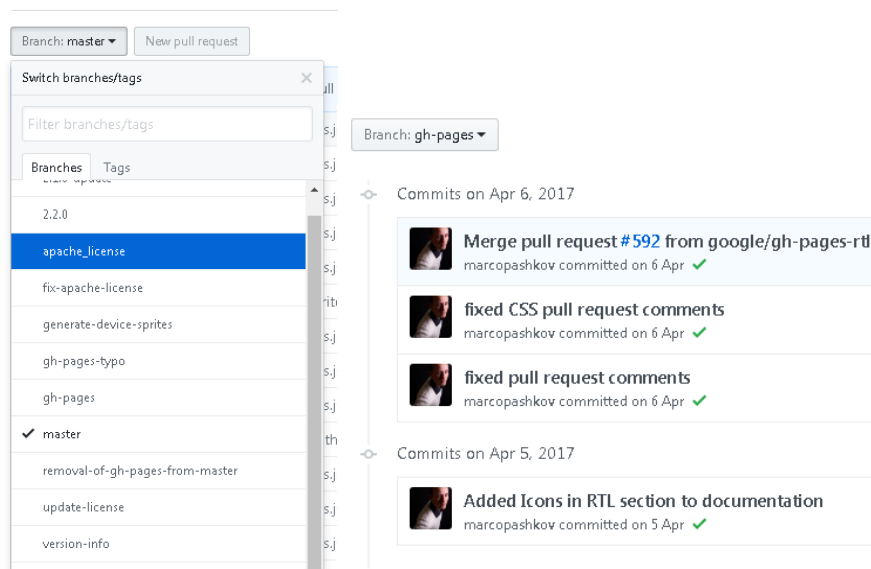 Branch: master
New pull request
Switch branches/tags
Filter branches/tags
Branches
Tags
2.2.0
apache_license
fix-apache-license
generate-device-sprites
gh-pages-typo
gh-pages
master
removal-of-gh-pages-from-master
update-license
version-info
Branch: gh-pages
Commits on Apr 6, 2017
Merge pull request #592 from google/gh-pages-rtl
marcopashkov committed on 6 Apr
fixed CSS pull request comments
marcopashkov committed on 6 Apr
fixed pull request comments
marcopashkov committed on 6 Apr
Commits on Apr 5, 2017
Added Icons in RTL section to documentation
marcopashkov committed on 5 Apr